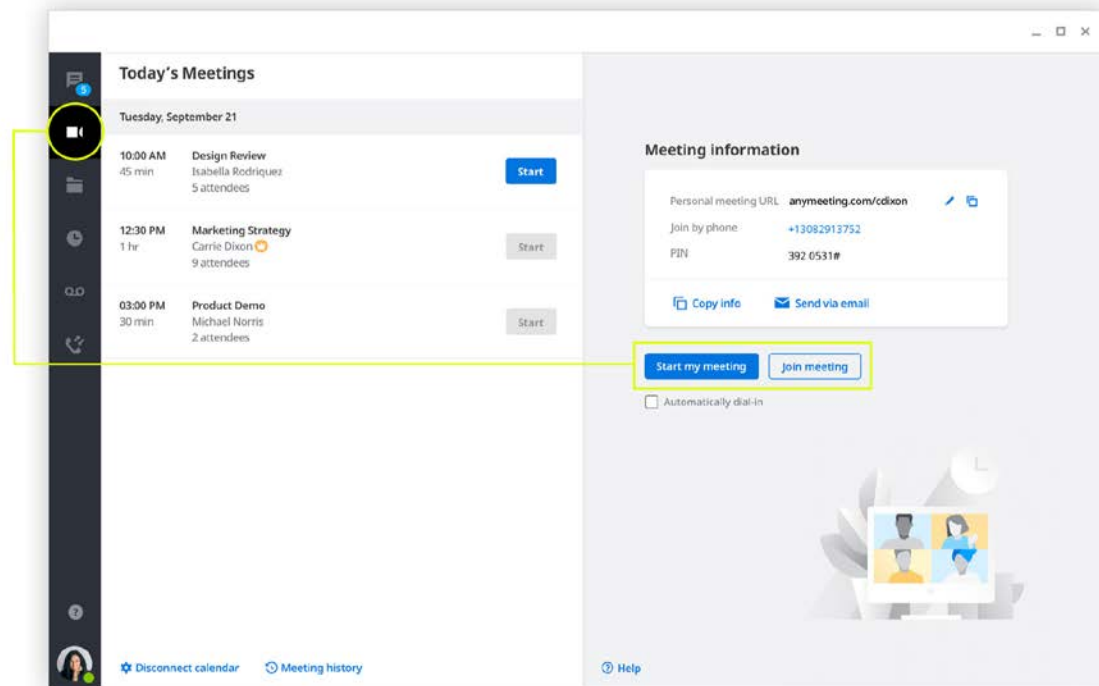 5
Today's Meetings
Tuesday, September 21
10:00 AM Design Review
45 min Isabella Rodriquez
5 attendees
Start
12:30 PM Marketing Strategy
1 hr Carrie Dixon
9 attendees
Start
03:00 PM Product Demo
30 min Michael Norris
2 attendees
Start
Disconnect calendar Meeting history
Meeting information
Personal meeting URL anymeeting.com/cdixon
Join by phone +13082913752
PIN 392 0531#
Copy info Send via email
Start my meeting Join meeting
Automatically dial-in
? Help
?